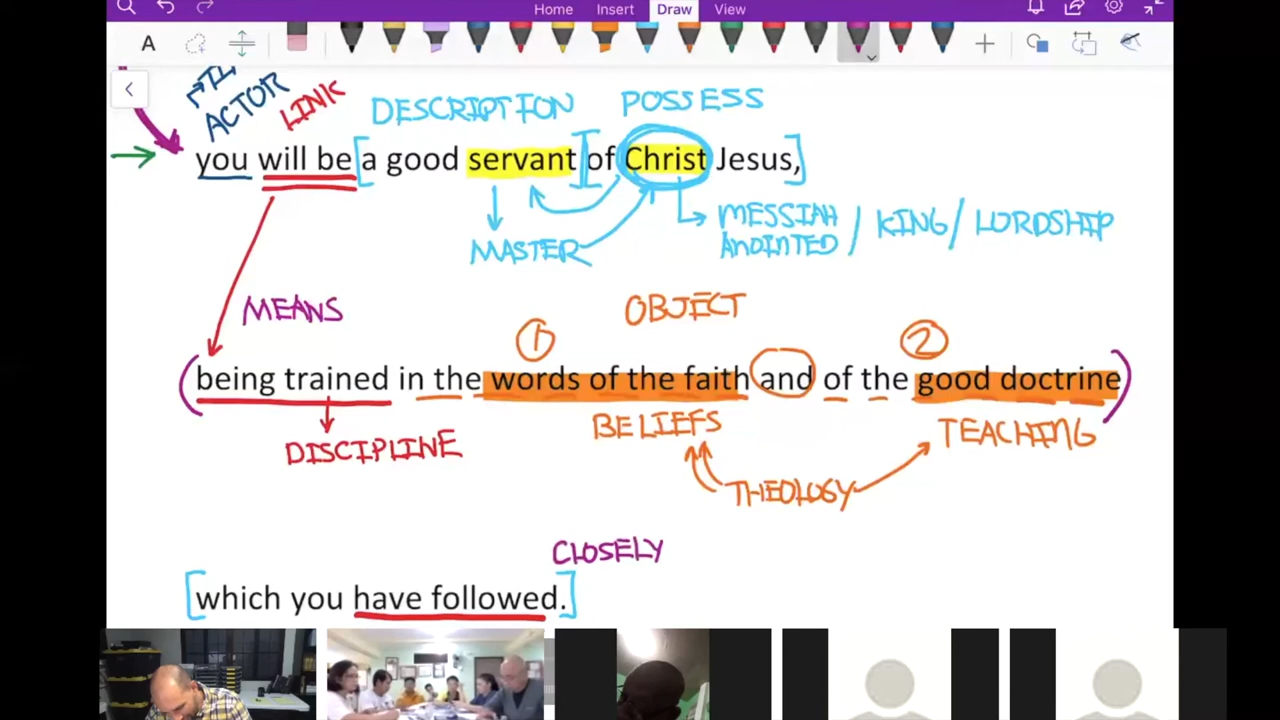 Home Insert Draw View
A
ACTOR LINK DESCRIPTION POSSESS
you will be [a good servant] of Christ Jesus,]
MASTER MESSIAH / KING / LORDSHIP
ANOINTED
MEANS OBJECT
1 2
(being trained in the words of the faith and of the good doctrine)
DISCIPLINE BELIEFS TEACHING
THEOLOGY
CLOSELY
[which you have followed.]